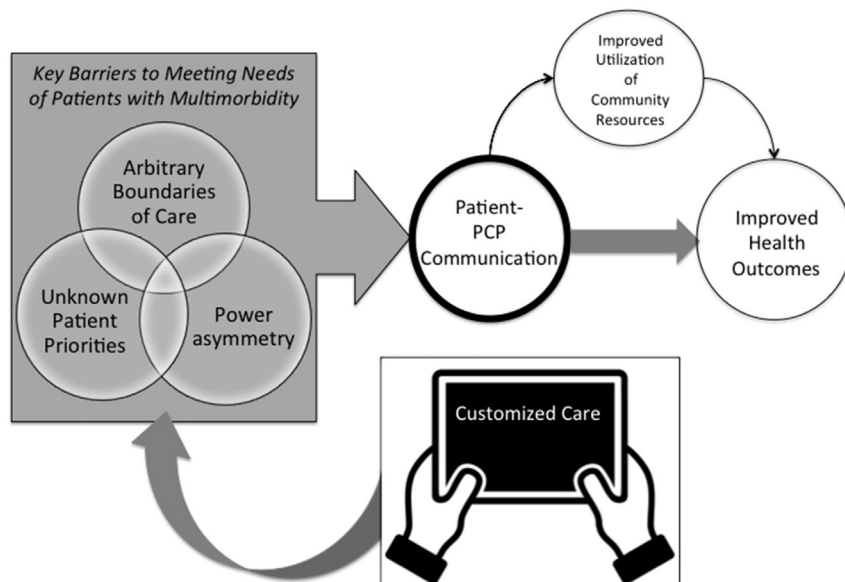 Key Barriers to Meeting Needs
of Patients with Multimorbidity
Arbitrary
Boundaries
of Care
Unknown
Patient
Priorities
Power
asymmetry
Patient-
PCP
Communication
Improved
Utilization
of
Community
Resources
Improved
Health
Outcomes
Customized Care